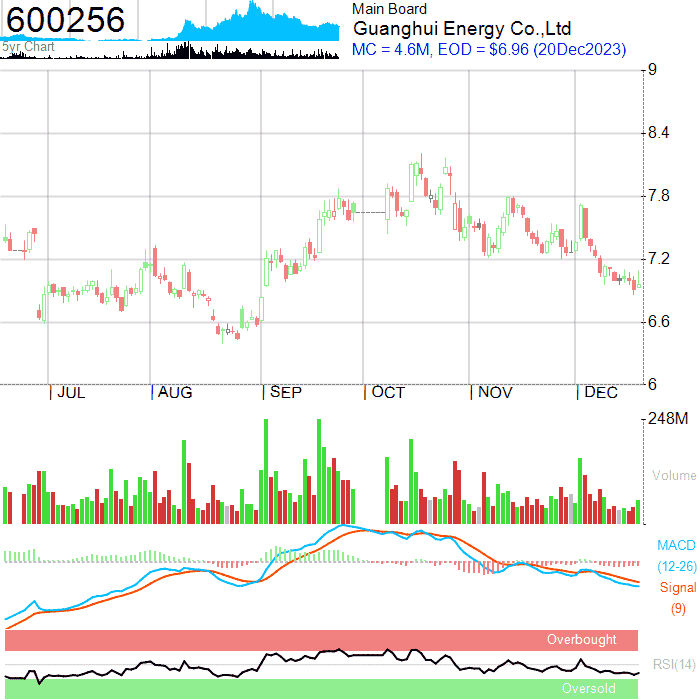 600256
5yr Chart
Main Board
Guanghui Energy Co.,Ltd
MC = 4.6M, EOD = $6.96 (20Dec2023)
9
8.4
7.8
7.2
6.6
6
JUL
AUG
SEP
OCT
NOV
DEC
248M
Volume
MACD
(12-26)
Signal
(9)
Overbought
RSI(14)
Oversold